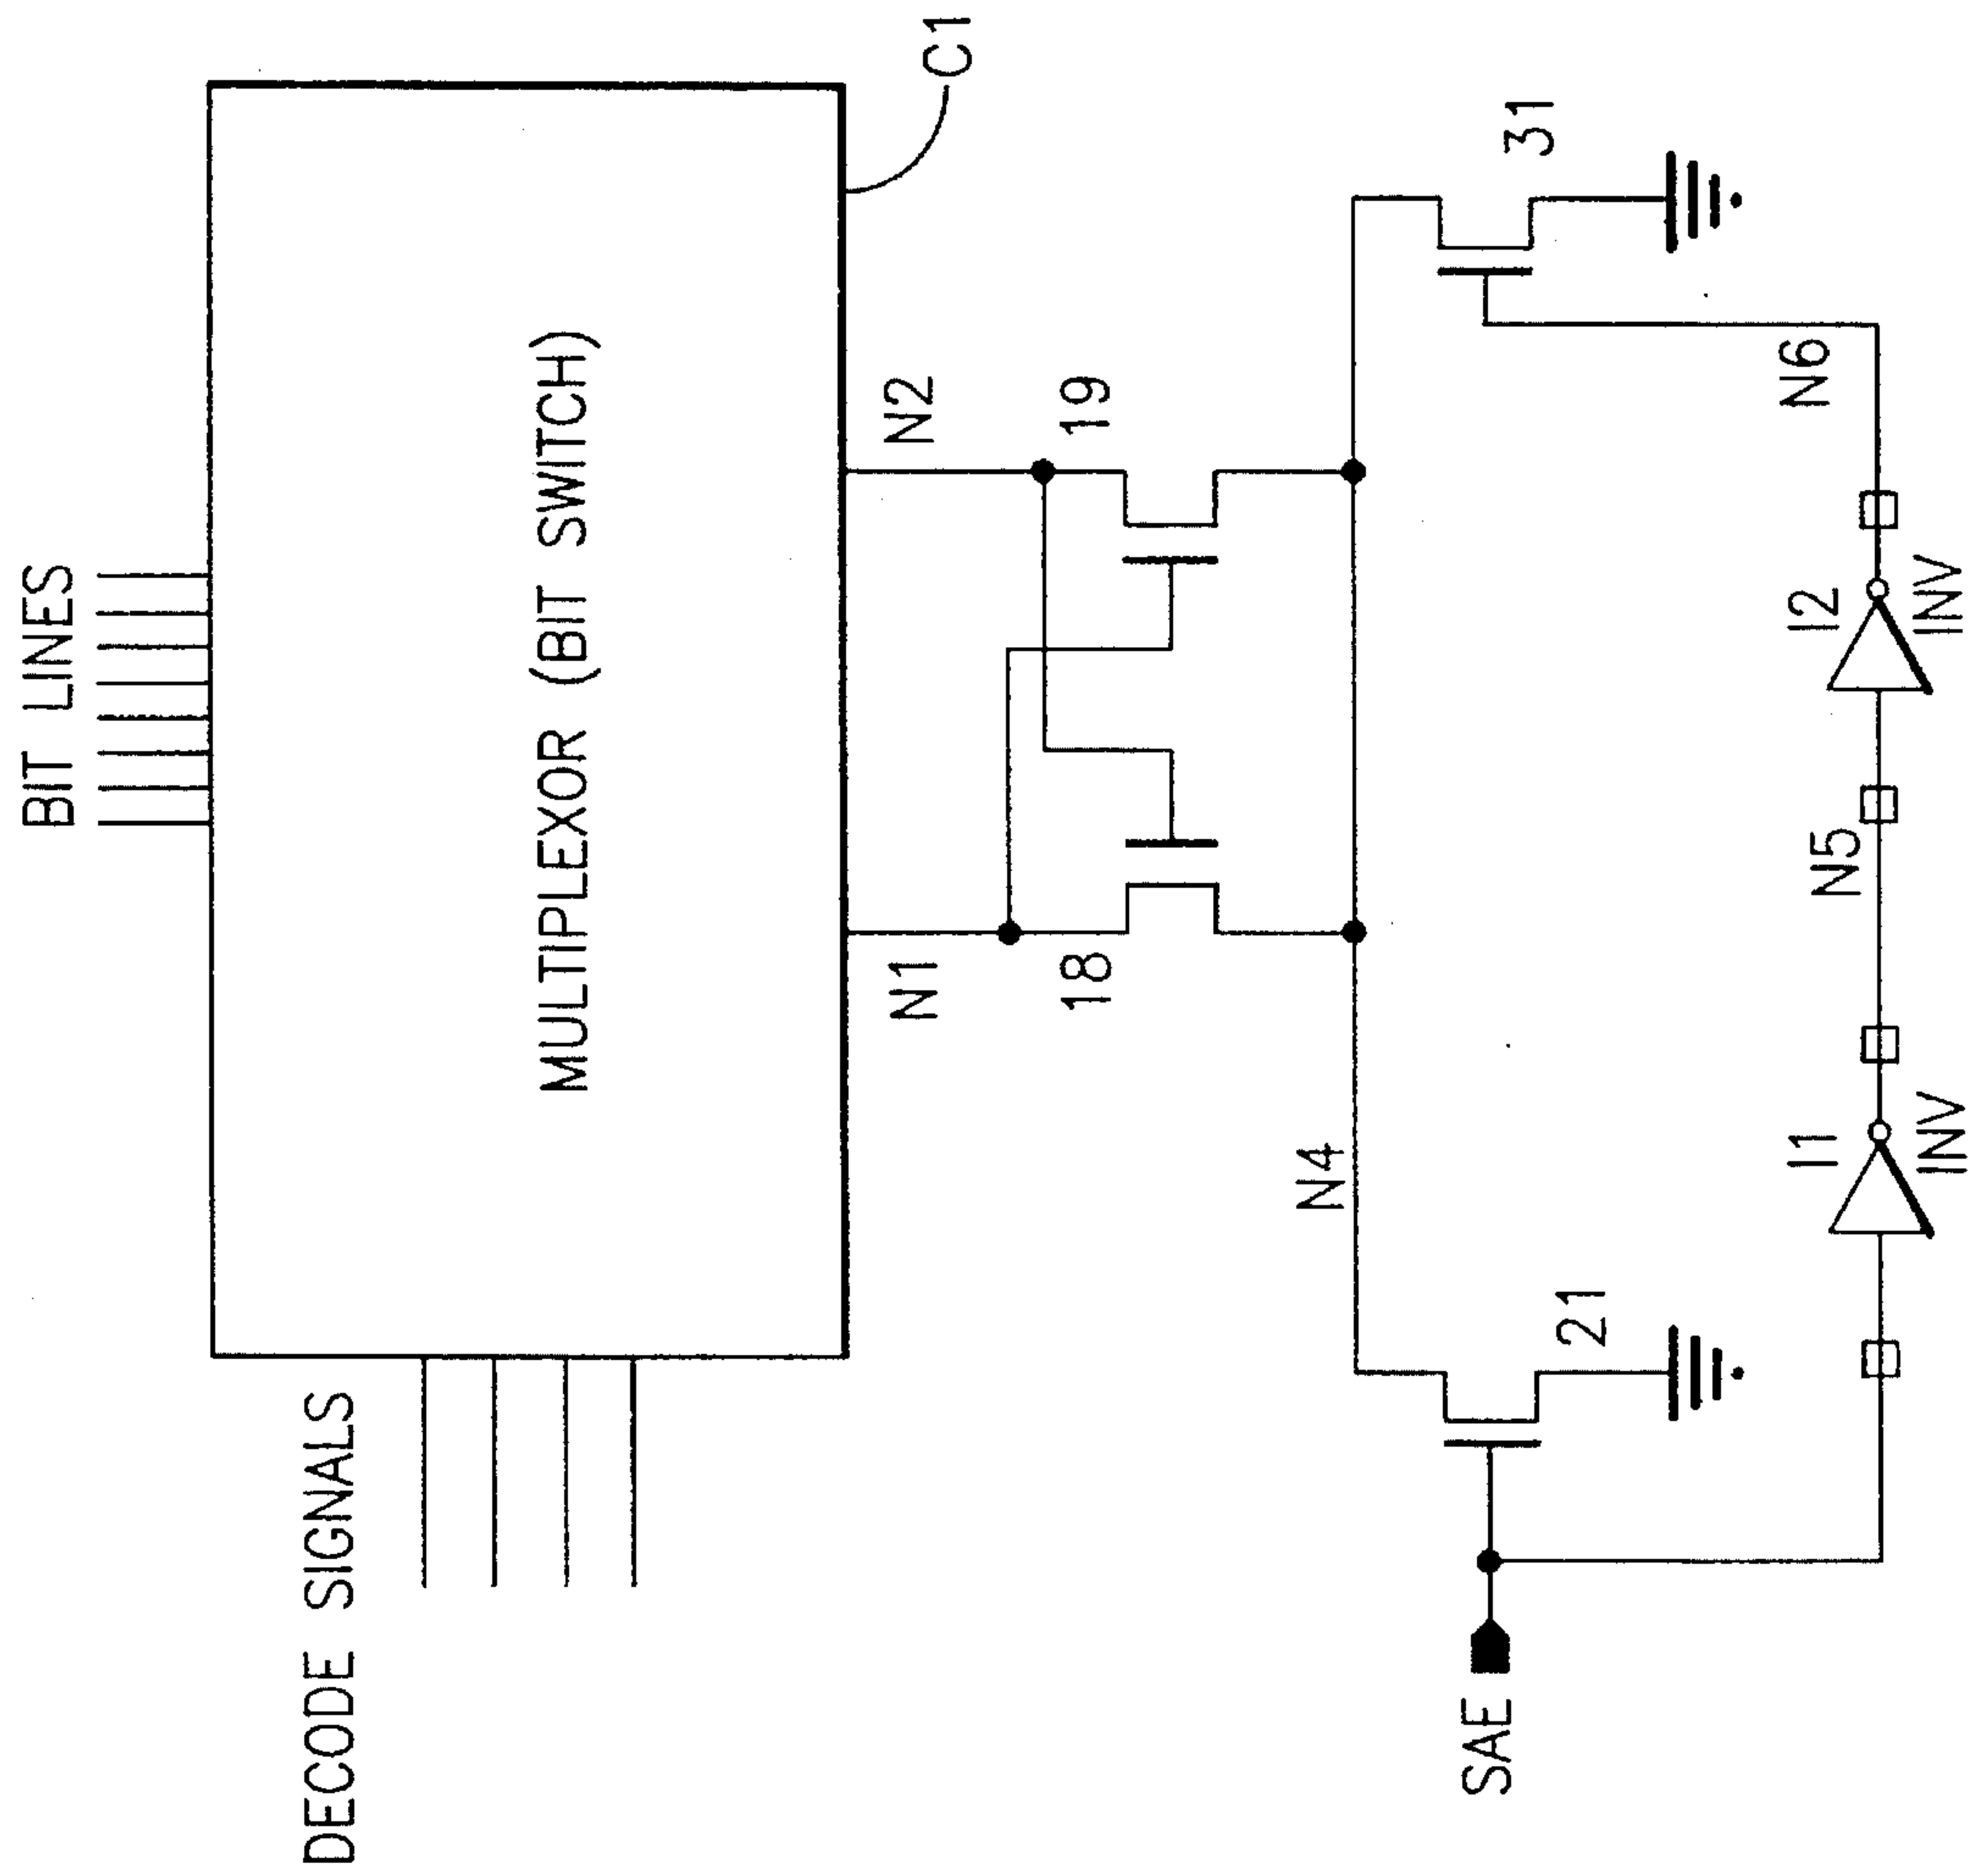 BIT LINES
C1
MULTIPLEXOR (BIT SWITCH)
DECODE SIGNALS
N1
N2
18
19
N4
21
31
SAE
N5
N6
I1
INV
I2
INV